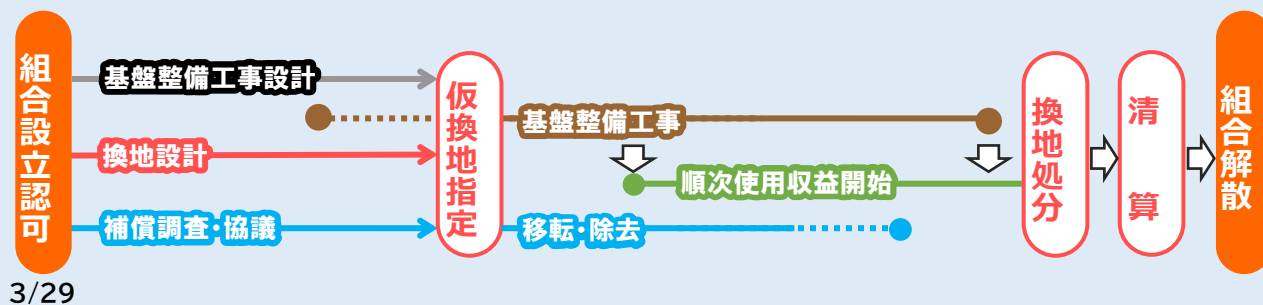 組合設立認可
基盤整備工事設計
換地設計
補償調査・協議
仮換地指定
基盤整備工事
順次使用収益開始
移転・除去
換地処分
清算
組合解散
3/29